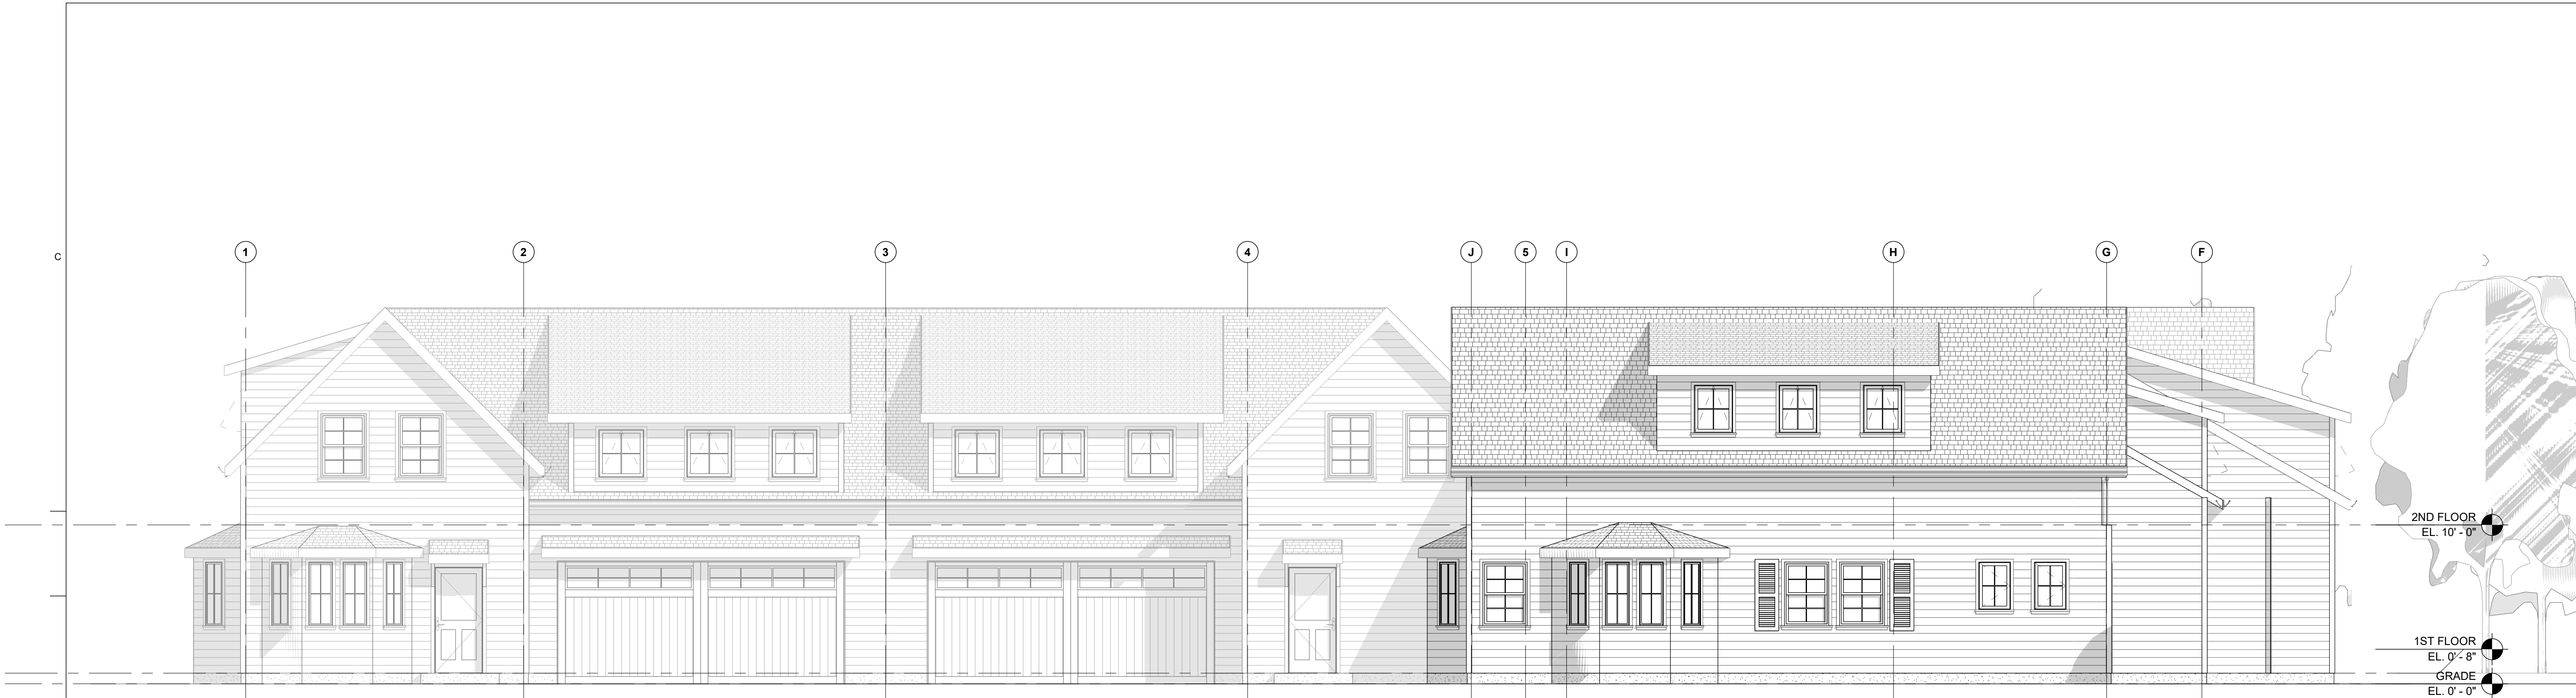 1
2
3
4
J
5
I
H
G
F
C
2ND FLOOR
EL. 10' - 0"
1ST FLOOR
EL. 0' - 8"
GRADE
EL. 0' - 0"